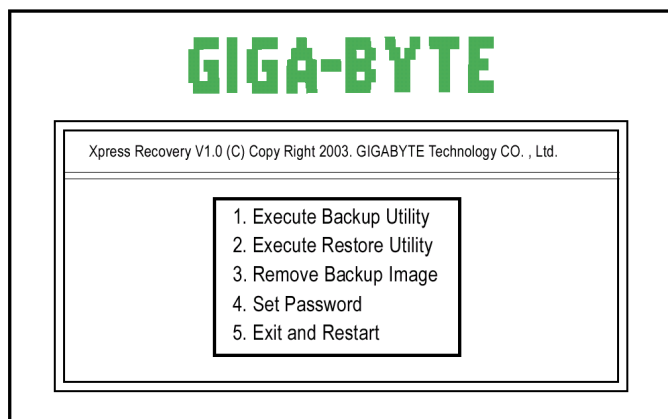 GIGA-BYTE
Xpress Recovery V1.0 (C) Copy Right 2003. GIGABYTE Technology CO. , Ltd.
1. Execute Backup Utility
2. Execute Restore Utility
3. Remove Backup Image
4. Set Password
5. Exit and Restart